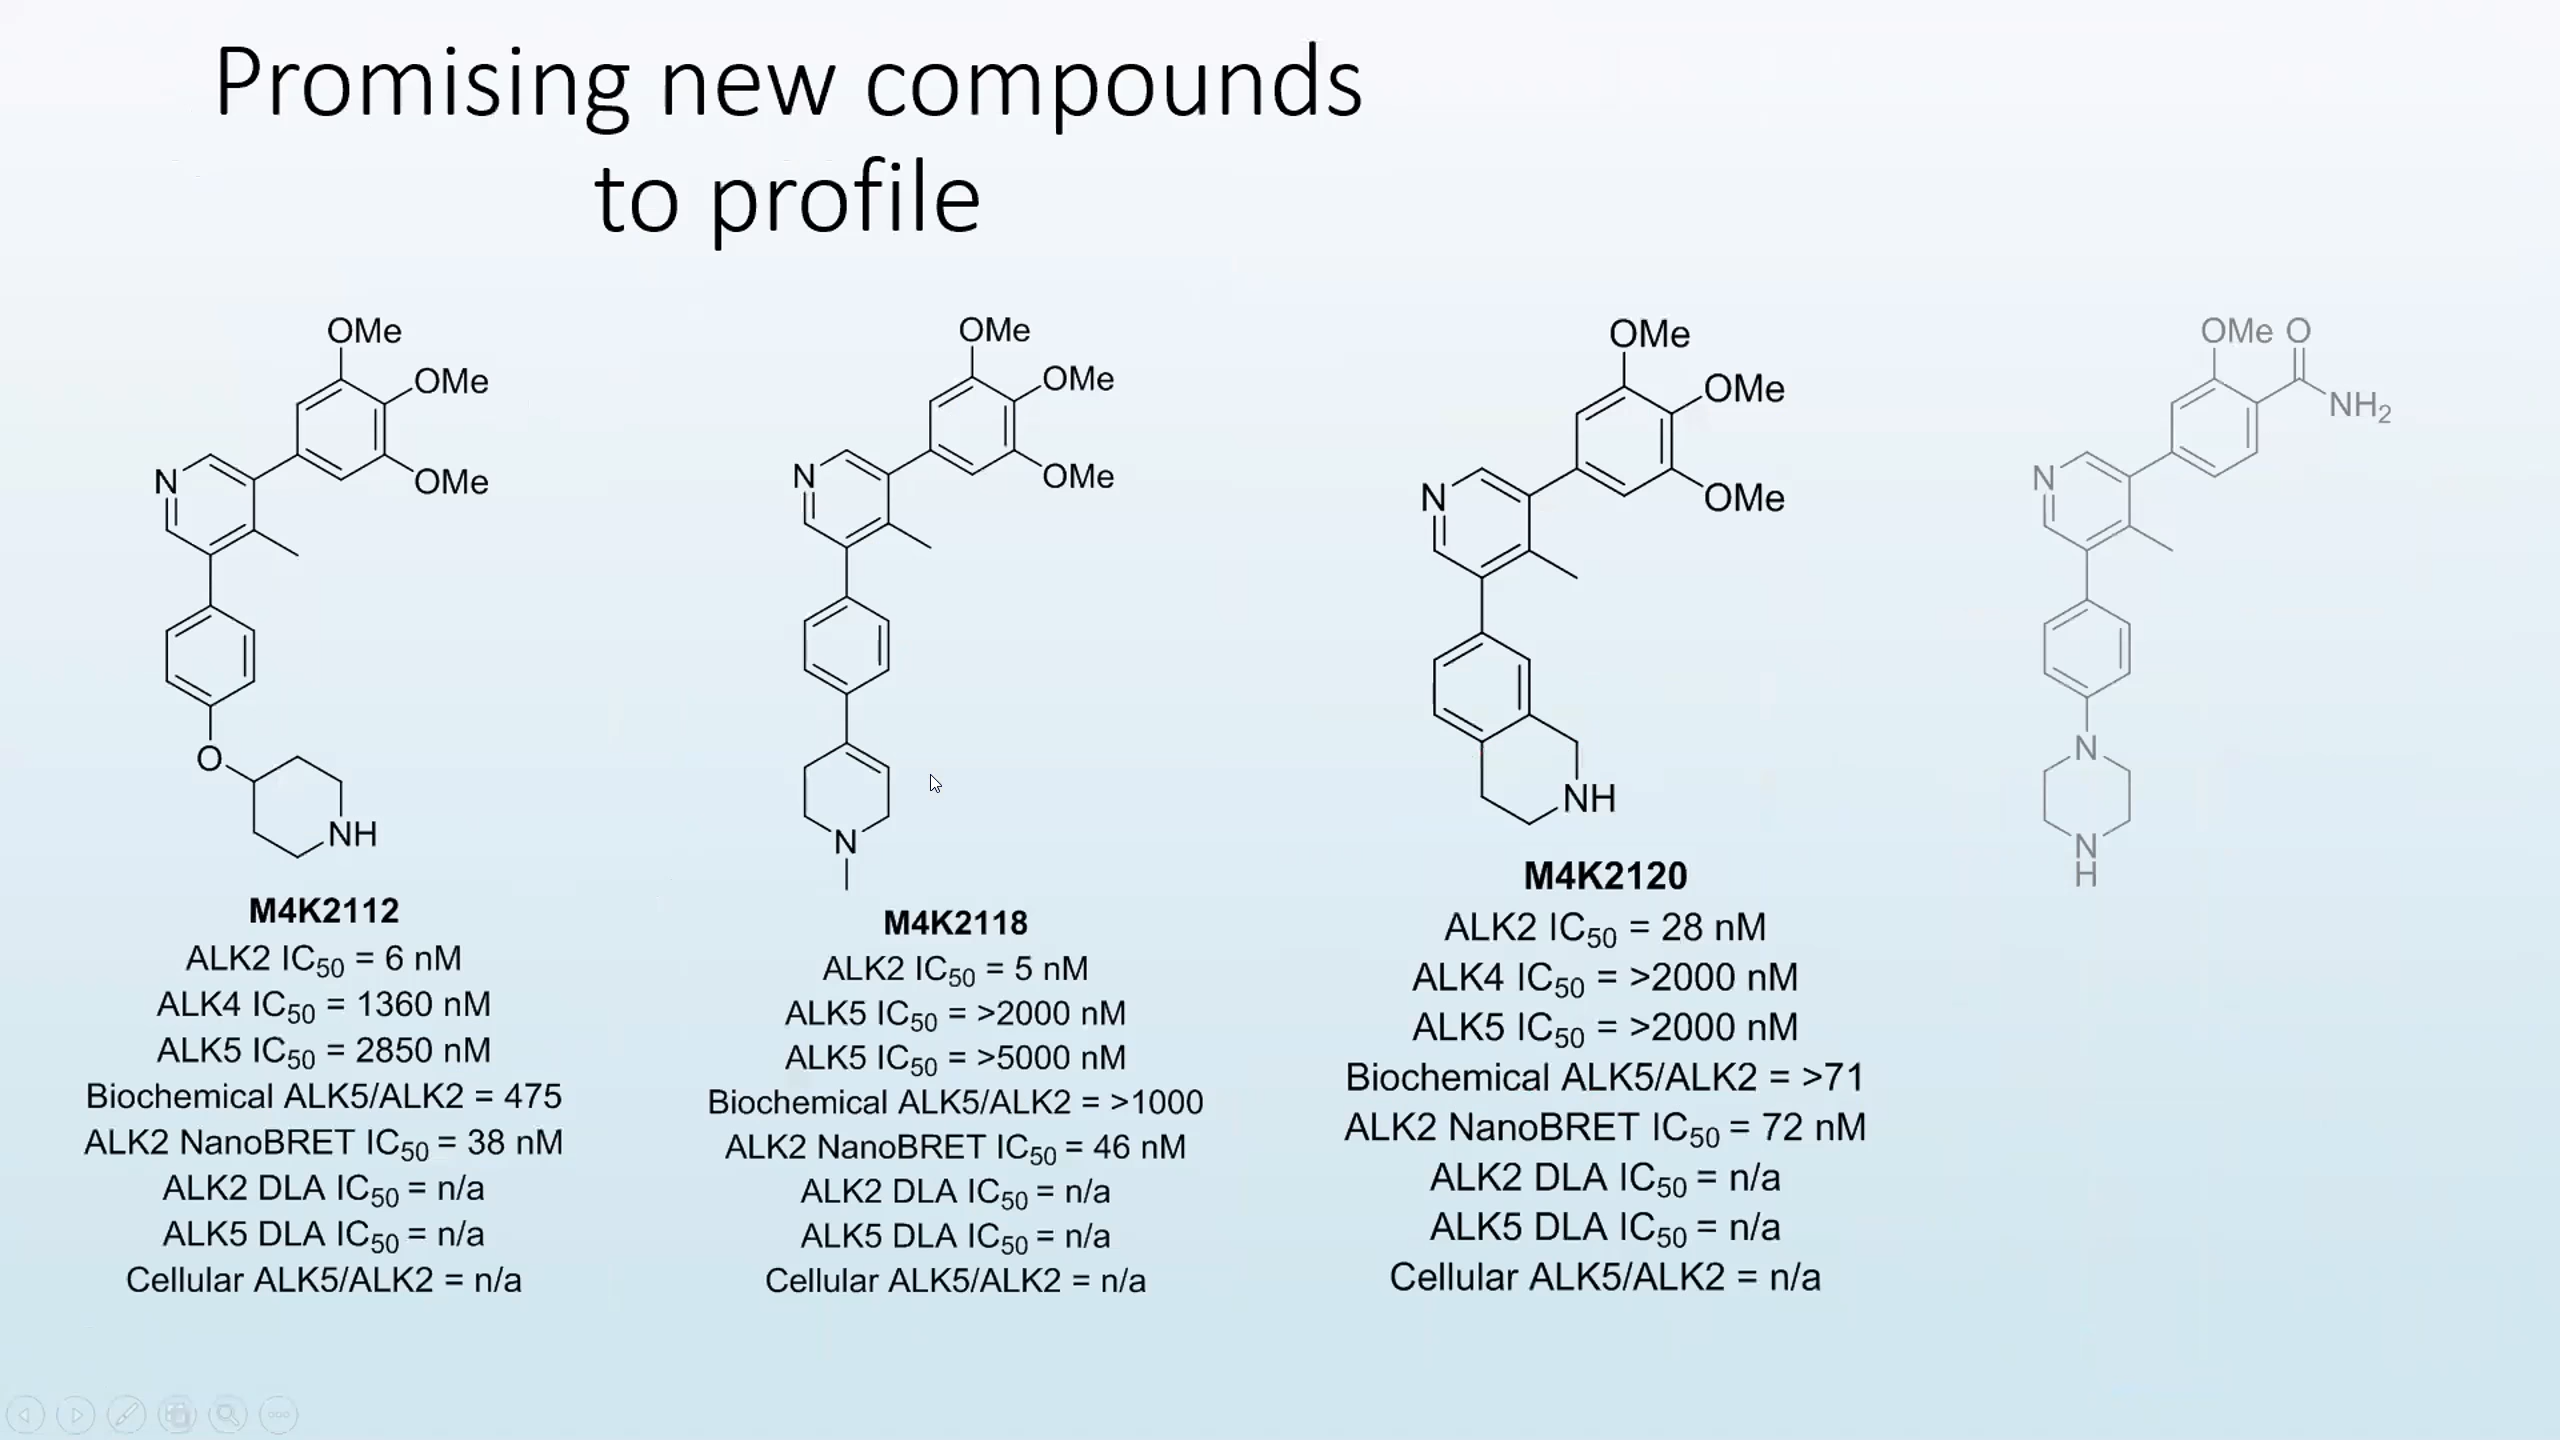 Promising new compounds
to profile
OMe
OMe
OMe
N
O
NH
M4K2112
ALK2 IC50 = 6 nM
ALK4 IC50 = 1360 nM
ALK5 IC50 = 2850 nM
Biochemical ALK5/ALK2 = 475
ALK2 NanoBRET IC50 = 38 nM
ALK2 DLA IC50 = n/a
ALK5 DLA IC50 = n/a
Cellular ALK5/ALK2 = n/a
OMe
OMe
OMe
N
N
M4K2118
ALK2 IC50 = 5 nM
ALK5 IC50 = >2000 nM
ALK5 IC50 = >5000 nM
Biochemical ALK5/ALK2 = >1000
ALK2 NanoBRET IC50 = 46 nM
ALK2 DLA IC50 = n/a
ALK5 DLA IC50 = n/a
Cellular ALK5/ALK2 = n/a
OMe
OMe
OMe
N
NH
M4K2120
ALK2 IC50 = 28 nM
ALK4 IC50 = >2000 nM
ALK5 IC50 = >2000 nM
Biochemical ALK5/ALK2 = >71
ALK2 NanoBRET IC50 = 72 nM
ALK2 DLA IC50 = n/a
ALK5 DLA IC50 = n/a
Cellular ALK5/ALK2 = n/a
OMe O
NH2
N
N
N
H